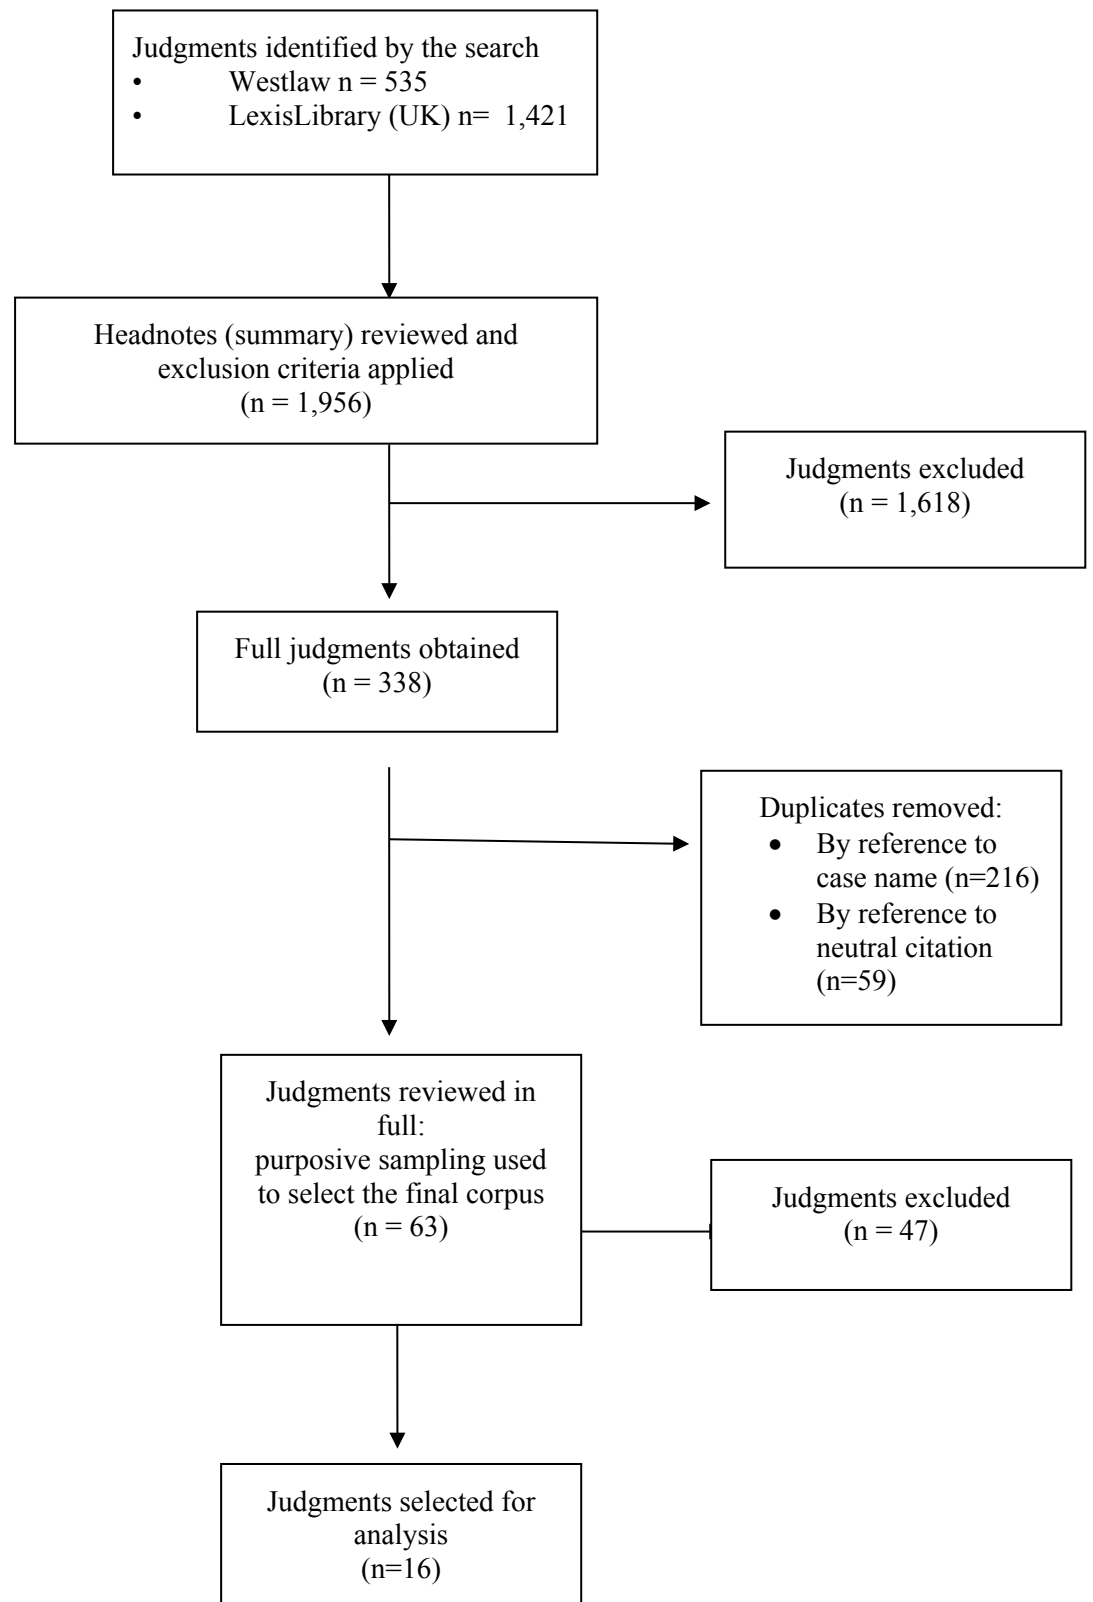 Judgments identified by the search
• Westlaw n = 535
• LexisLibrary (UK) n=  1,421
Headnotes (summary) reviewed and
exclusion criteria applied
(n = 1,956)
Judgments excluded
(n = 1,618)
Full judgments obtained
(n = 338)
Duplicates removed:
• By reference to
case name (n=216)
• By reference to
neutral citation
(n=59)
Judgments reviewed in
full:
purposive sampling used
to select the final corpus
(n = 63)
Judgments excluded
(n = 47)
Judgments selected for
analysis
(n=16)